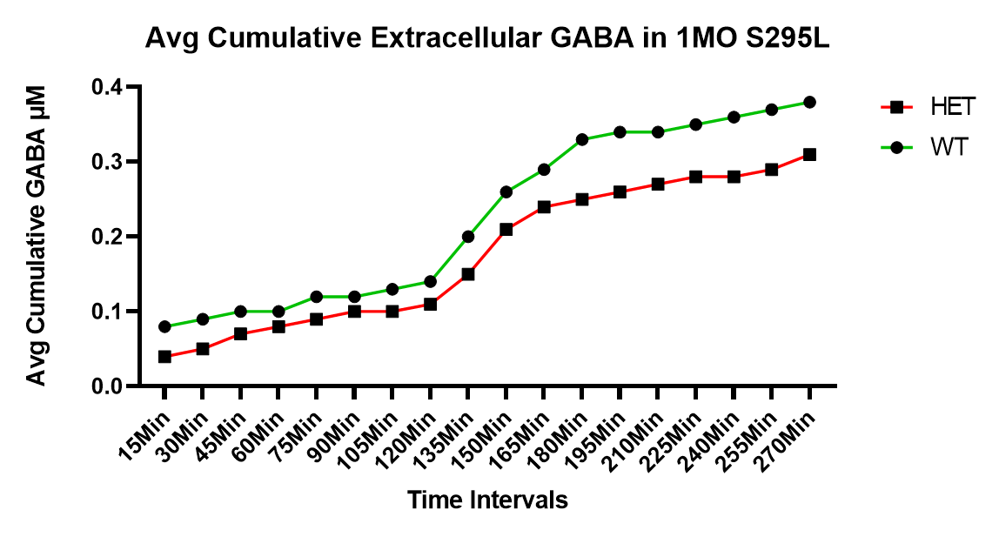 Avg Cumulative Extracellular GABA in 1MO S295L
Avg Cumulative GABA µM
0.4
0.3
0.2
0.1
0.0
HET
WT
15Min
30Min
45Min
60Min
75Min
90Min
105Min
120Min
135Min
150Min
165Min
180Min
195Min
210Min
225Min
240Min
255Min
270Min
Time Intervals